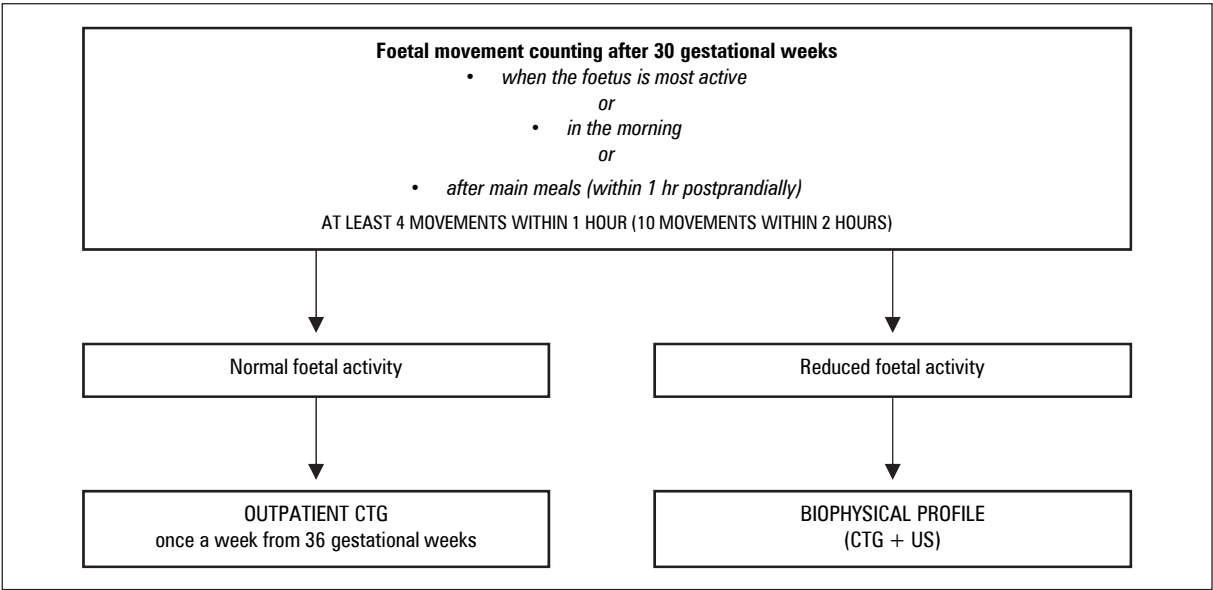 Foetal movement counting after 30 gestational weeks
• when the foetus is most active
or
• in the morning
or
• after main meals (within 1 hr postprandially)
AT LEAST 4 MOVEMENTS WITHIN 1 HOUR (10 MOVEMENTS WITHIN 2 HOURS)
Normal foetal activity
Reduced foetal activity
OUTPATIENT CTG
once a week from 36 gestational weeks
BIOPHYSICAL PROFILE
(CTG + US)